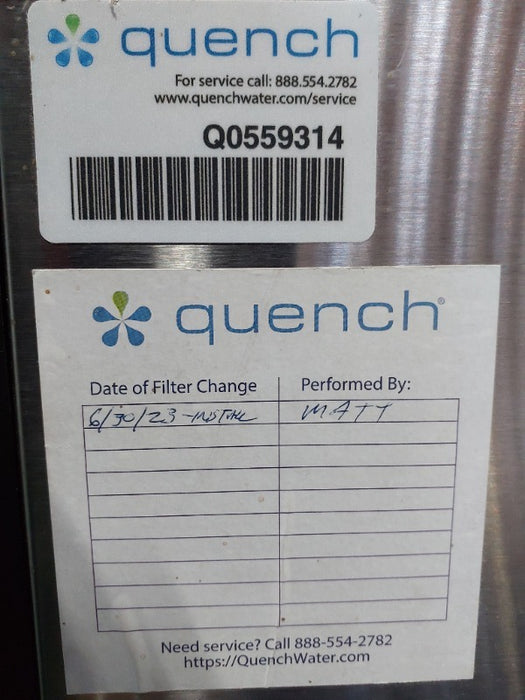 quench
For service call: 888.554.2782
www.quenchwater.com/service
Q0559314
quench®
Date of Filter Change Performed By:
6/30/23-INSTALL MATT
Need service? Call 888-554-2782
https://QuenchWater.com